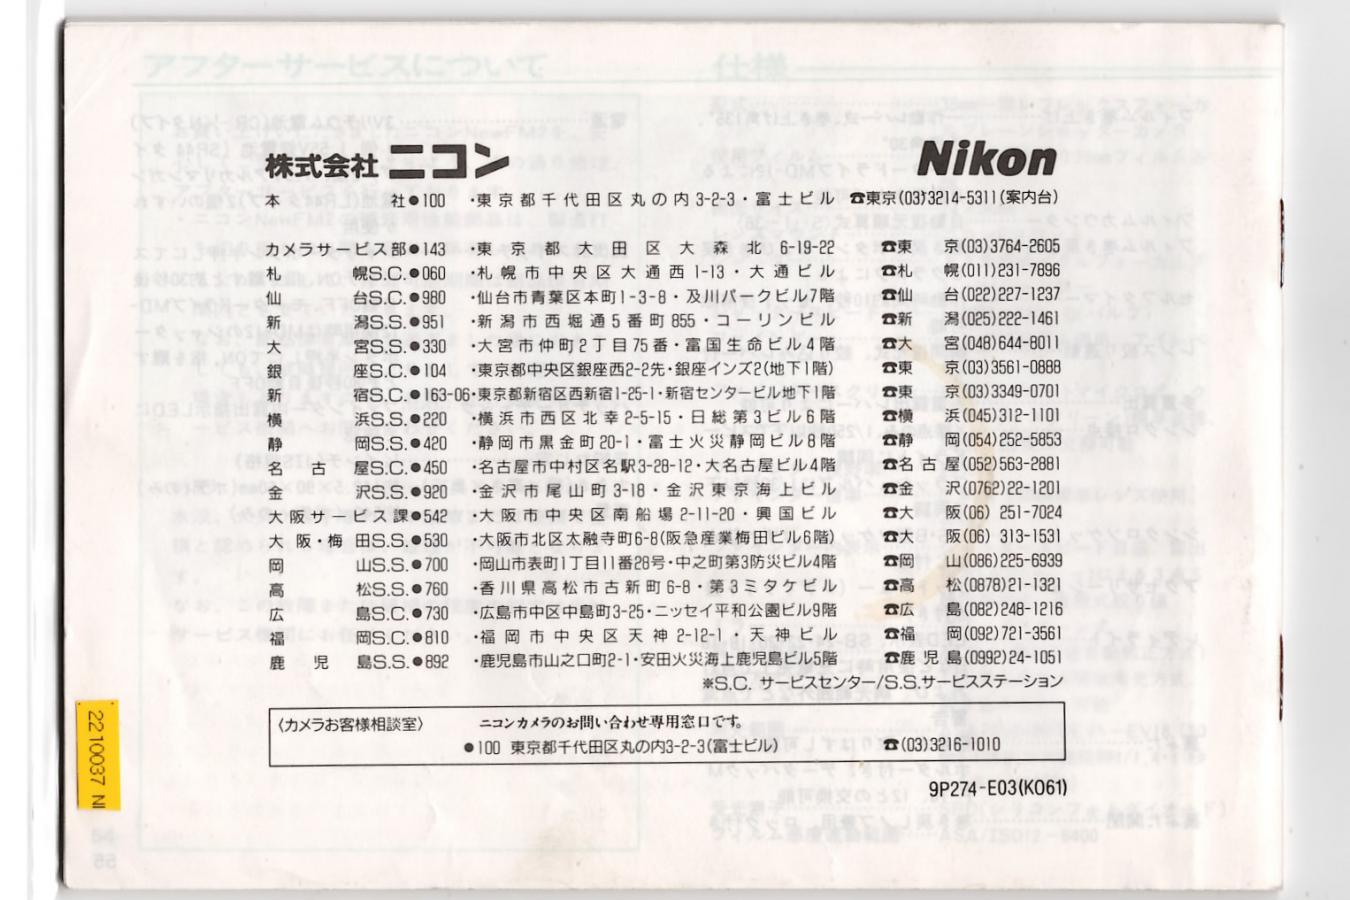 株式会社 ニコン Nikon
本社●100 ・東京都千代田区丸の内3-2-3・富士ビル ☎東京(03)3214-5311(案内台)
カメラサービス部●143 ・東京都大田区大森北6-19-22 ☎東京(03)3764-2605
札幌S.C.●060 ・札幌市中央区大通西1-13・大通ビル ☎札幌(011)231-7896
仙台S.C.●980 ・仙台市青葉区本町1-3-8・及川パークビル7階 ☎仙台(022)227-1237
新潟S.S.●951 ・新潟市西堀通5番町855・コーリンビル ☎新潟(025)222-1461
大宮S.S.●330 ・大宮市仲町2丁目75番・富国生命ビル4階 ☎大宮(048)644-8011
銀座S.C.●104 ・東京都中央区銀座西2-2先・銀座インズ2(地下1階) ☎東京(03)3561-0888
新宿S.C.●163-06・東京都新宿区西新宿1-25-1・新宿センタービル地下1階 ☎東京(03)3349-0701
横浜S.S.●220 ・横浜市西区北幸2-5-15・日総第3ビル6階 ☎横浜(045)312-1101
静岡S.S.●420 ・静岡市黒金町20-1・富士火災静岡ビル8階 ☎静岡(054)252-5853
名古屋S.C.●450 ・名古屋市中村区名駅3-28-12・大名古屋ビル4階 ☎名古屋(052)563-2881
金沢S.S.●920 ・金沢市尾山町3-18・金沢東京海上ビル ☎金沢(0762)22-1201
大阪サービス課●542 ・大阪市中央区南船場2-11-20・興国ビル ☎大阪(06)251-7024
大阪・梅田S.S.●530 ・大阪市北区太融寺町6-8(阪急産業梅田ビル6階) ☎大阪(06)313-1531
岡山S.S.●700 ・岡山市表町1丁目11番28号・中之町第3防災ビル4階 ☎岡山(086)225-6939
高松S.S.●760 ・香川県高松市古新町6-8・第3ミタケビル ☎高松(0878)21-1321
広島S.C.●730 ・広島市中区中島町3-25・ニッセイ平和公園ビル9階 ☎広島(082)248-1216
福岡S.C.●810 ・福岡市中央区天神2-12-1・天神ビル ☎福岡(092)721-3561
鹿児島S.S.●892 ・鹿児島市山之口町2-1・安田火災海上鹿児島ビル5階 ☎鹿児島(0992)24-1051
※S.C. サービスセンター/S.S.サービスステーション
〈カメラお客様相談室〉 ニコンカメラのお問い合わせ専用窓口です。
●100 東京都千代田区丸の内3-2-3(富士ビル) ☎(03)3216-1010
9P274-E03(KO61)
2210037 NI